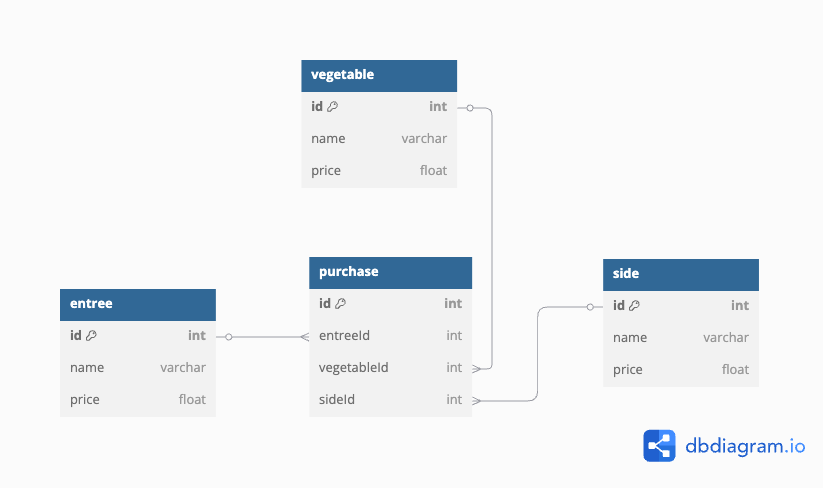 vegetable
id int
name varchar
price float
purchase
id int
entreeId int
vegetableId int
sideId int
side
id int
name varchar
price float
entree
id int
name varchar
price float
dbdiagram.io